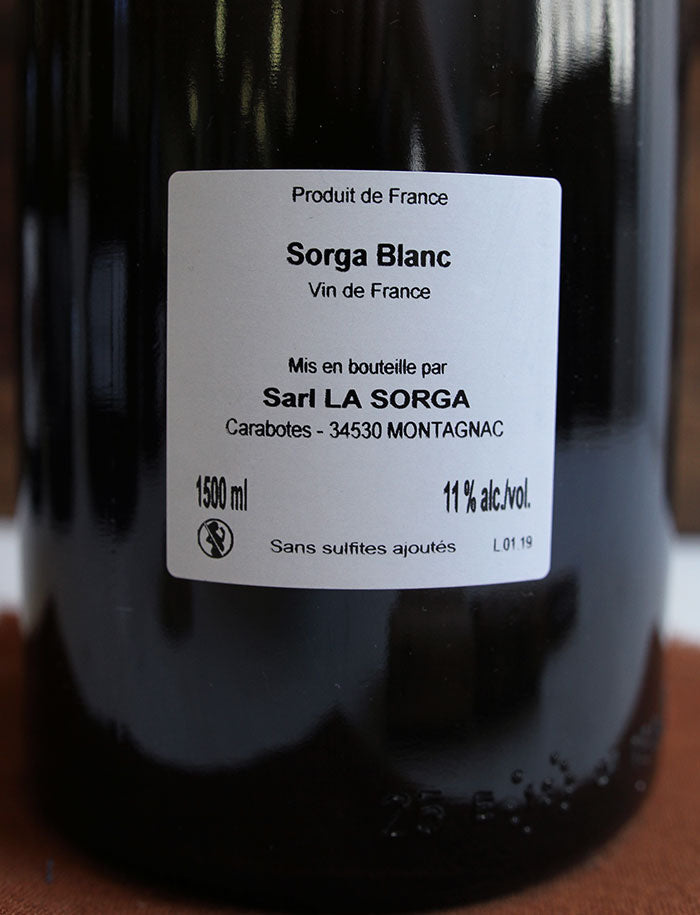 Produit de France
Sorga Blanc
Vin de France
Mis en bouteille par
Sarl LA SORGA
Carabotes - 34530 MONTAGNAC
1500 ml 11 % alc./vol.
Sans sulfites ajoutés L 01 19
25